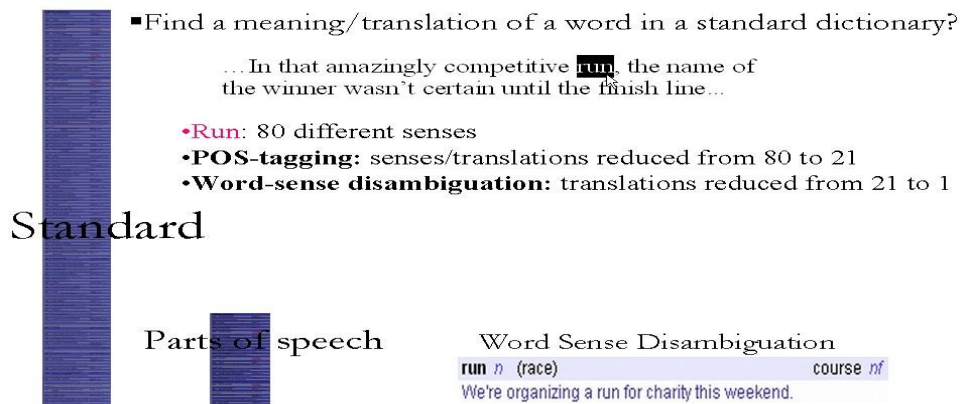 ▪Find a meaning/translation of a word in a standard dictionary?
…In that amazingly competitive run, the name of
the winner wasn't certain until the finish line...
•Run: 80 different senses
•POS-tagging: senses/translations reduced from 80 to 21
•Word-sense disambiguation: translations reduced from 21 to 1
Standard
Parts of speech
Word Sense Disambiguation
run n (race) course nf
We're organizing a run for charity this weekend.